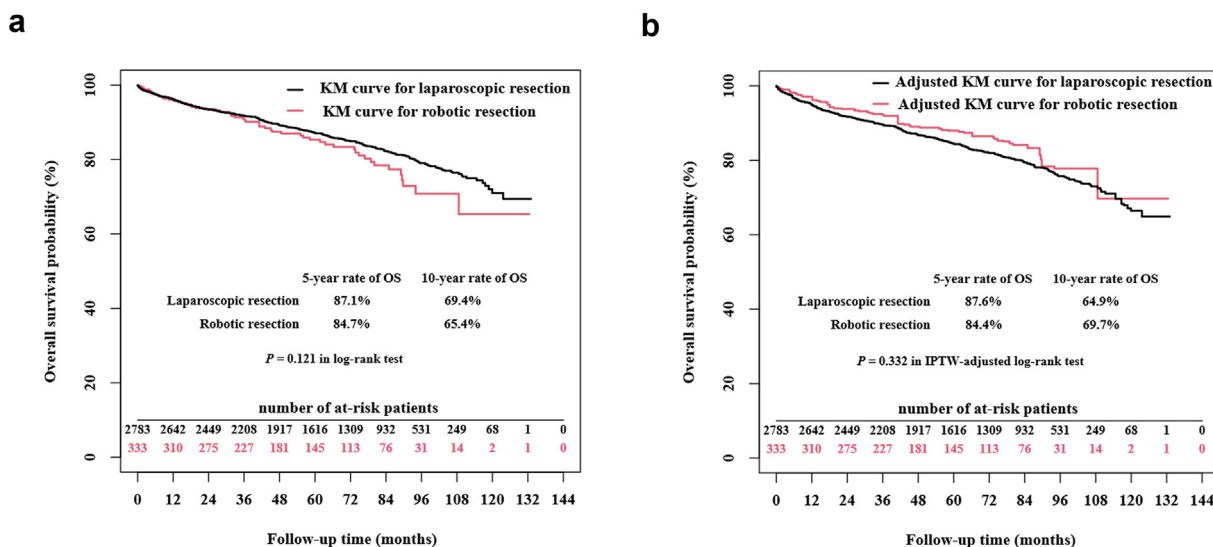 a
100
80
60
40
20
0
Overall survival probability (%)
KM curve for laparoscopic resection
KM curve for robotic resection
5-year rate of OS 10-year rate of OS
Laparoscopic resection 87.1% 69.4%
Robotic resection 84.7% 65.4%
P = 0.121 in log-rank test
number of at-risk patients
2783 2642 2449 2208 1917 1616 1309 932 531 249 68 1 0
333 310 275 227 181 145 113 76 31 14 2 1 0
0 12 24 36 48 60 72 84 96 108 120 132 144
Follow-up time (months)
b
100
80
60
40
20
0
Overall survival probability (%)
Adjusted KM curve for laparoscopic resection
Adjusted KM curve for robotic resection
5-year rate of OS 10-year rate of OS
Laparoscopic resection 87.6% 64.9%
Robotic resection 84.4% 69.7%
P = 0.332 in IPTW-adjusted log-rank test
number of at-risk patients
2783 2642 2449 2208 1917 1616 1309 932 531 249 68 1 0
333 310 275 227 181 145 113 76 31 14 2 1 0
0 12 24 36 48 60 72 84 96 108 120 132 144
Follow-up time (months)